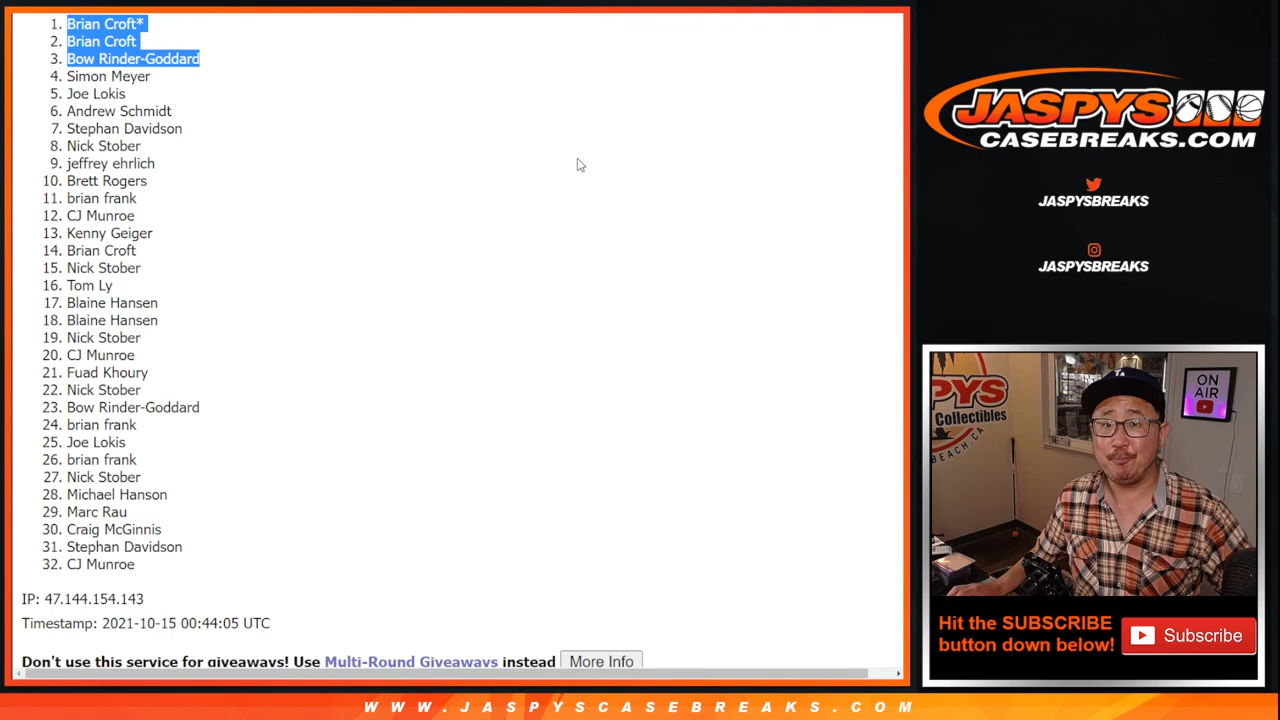 1. Brian Croft*
2. Brian Croft
3. Bow Rinder-Goddard
4. Simon Meyer
5. Joe Lokis
6. Andrew Schmidt
7. Stephan Davidson
8. Nick Stober
9. jeffrey ehrlich
10. Brett Rogers
11. brian frank
12. CJ Munroe
13. Kenny Geiger
14. Brian Croft
15. Nick Stober
16. Tom Ly
17. Blaine Hansen
18. Blaine Hansen
19. Nick Stober
20. CJ Munroe
21. Fuad Khoury
22. Nick Stober
23. Bow Rinder-Goddard
24. brian frank
25. Joe Lokis
26. brian frank
27. Nick Stober
28. Michael Hanson
29. Marc Rau
30. Craig McGinnis
31. Stephan Davidson
32. CJ Munroe
IP: 47.144.154.143
Timestamp: 2021-10-15 00:44:05 UTC
Don't use this service for giveaways! Use Multi-Round Giveaways instead More Info
JASPYS
CASEBREAKS.COM
JASPYSBREAKS
JASPYSBREAKS
PYS
Collectibles
BEACH, CA
ON
AIR
LA
Hit the SUBSCRIBE
button down below!
Subscribe
WWW.JASPYSCASEBREAKS.COM